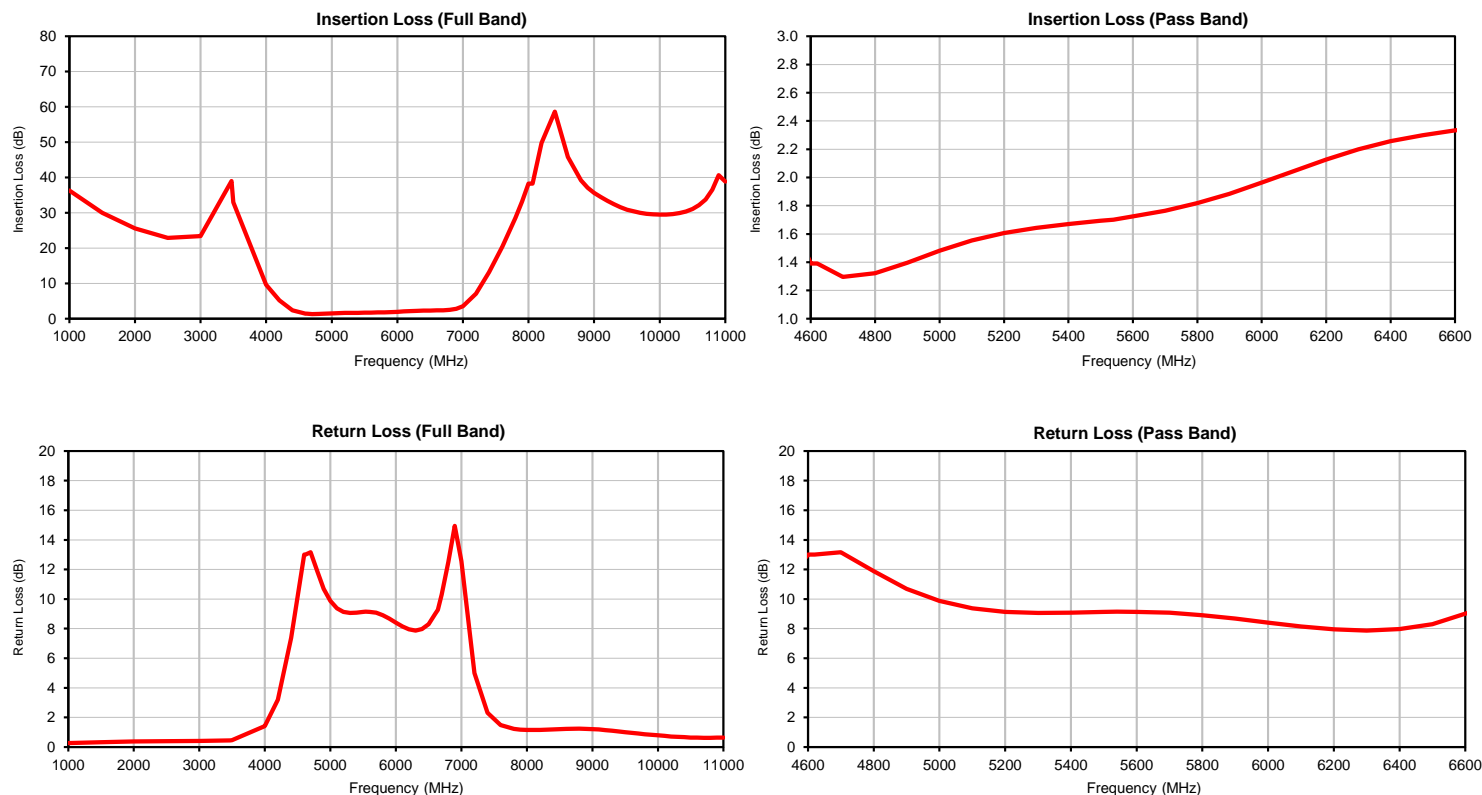 Insertion Loss (Full Band)
80
70
60
50
40
30
20
10
0
Insertion Loss (dB)
1000 2000 3000 4000 5000 6000 7000 8000 9000 10000 11000
Frequency (MHz)
Insertion Loss (Pass Band)
3.0
2.8
2.6
2.4
2.2
2.0
1.8
1.6
1.4
1.2
1.0
Insertion Loss (dB)
4600 4800 5000 5200 5400 5600 5800 6000 6200 6400 6600
Frequency (MHz)
Return Loss (Full Band)
20
18
16
14
12
10
8
6
4
2
0
Return Loss (dB)
1000 2000 3000 4000 5000 6000 7000 8000 9000 10000 11000
Frequency (MHz)
Return Loss (Pass Band)
20
18
16
14
12
10
8
6
4
2
0
Return Loss (dB)
4600 4800 5000 5200 5400 5600 5800 6000 6200 6400 6600
Frequency (MHz)